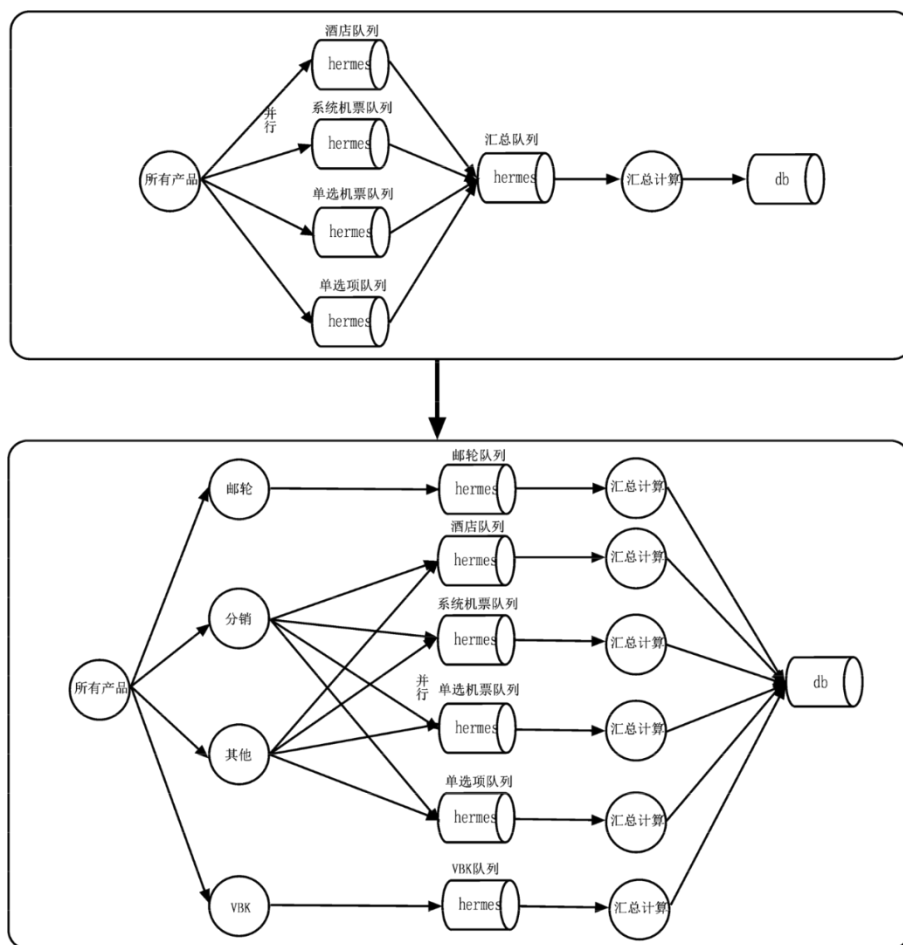 酒店队列
hermes
并行
系统机票队列
hermes
汇总队列
所有产品
hermes
汇总计算
db
单选机票队列
hermes
单选项队列
hermes
邮轮队列
邮轮
hermes
汇总计算
酒店队列
hermes
汇总计算
系统机票队列
分销
hermes
汇总计算
并行
所有产品
db
单选机票队列
hermes
汇总计算
其他
单选项队列
hermes
汇总计算
VBK队列
VBK
hermes
汇总计算